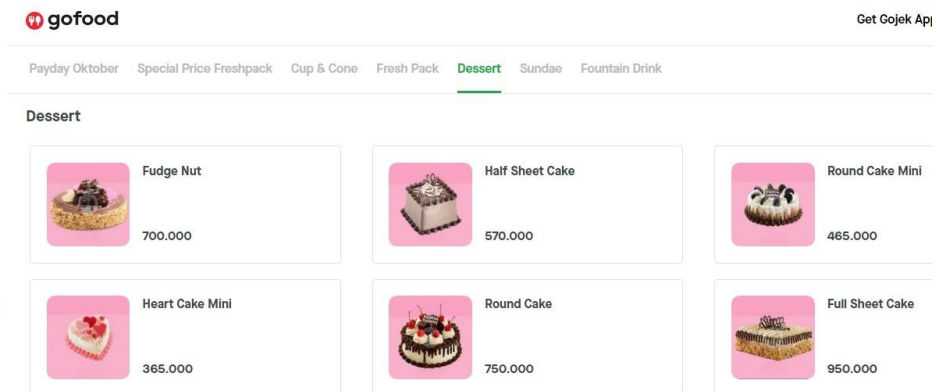 gofood
Get Gojek App
Payday Oktober Special Price Freshpack Cup & Cone Fresh Pack Dessert Sundae Fountain Drink
Dessert
Fudge Nut
700.000
Half Sheet Cake
570.000
Round Cake Mini
465.000
Heart Cake Mini
365.000
Round Cake
750.000
Full Sheet Cake
950.000